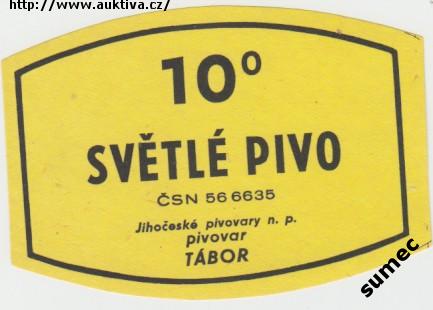 http://www.auktiva.cz/
10°
SVĚTLÉ PIVO
ČSN 56 6635
Jihočeské pivovary n. p.
pivovar
TÁBOR
sumec